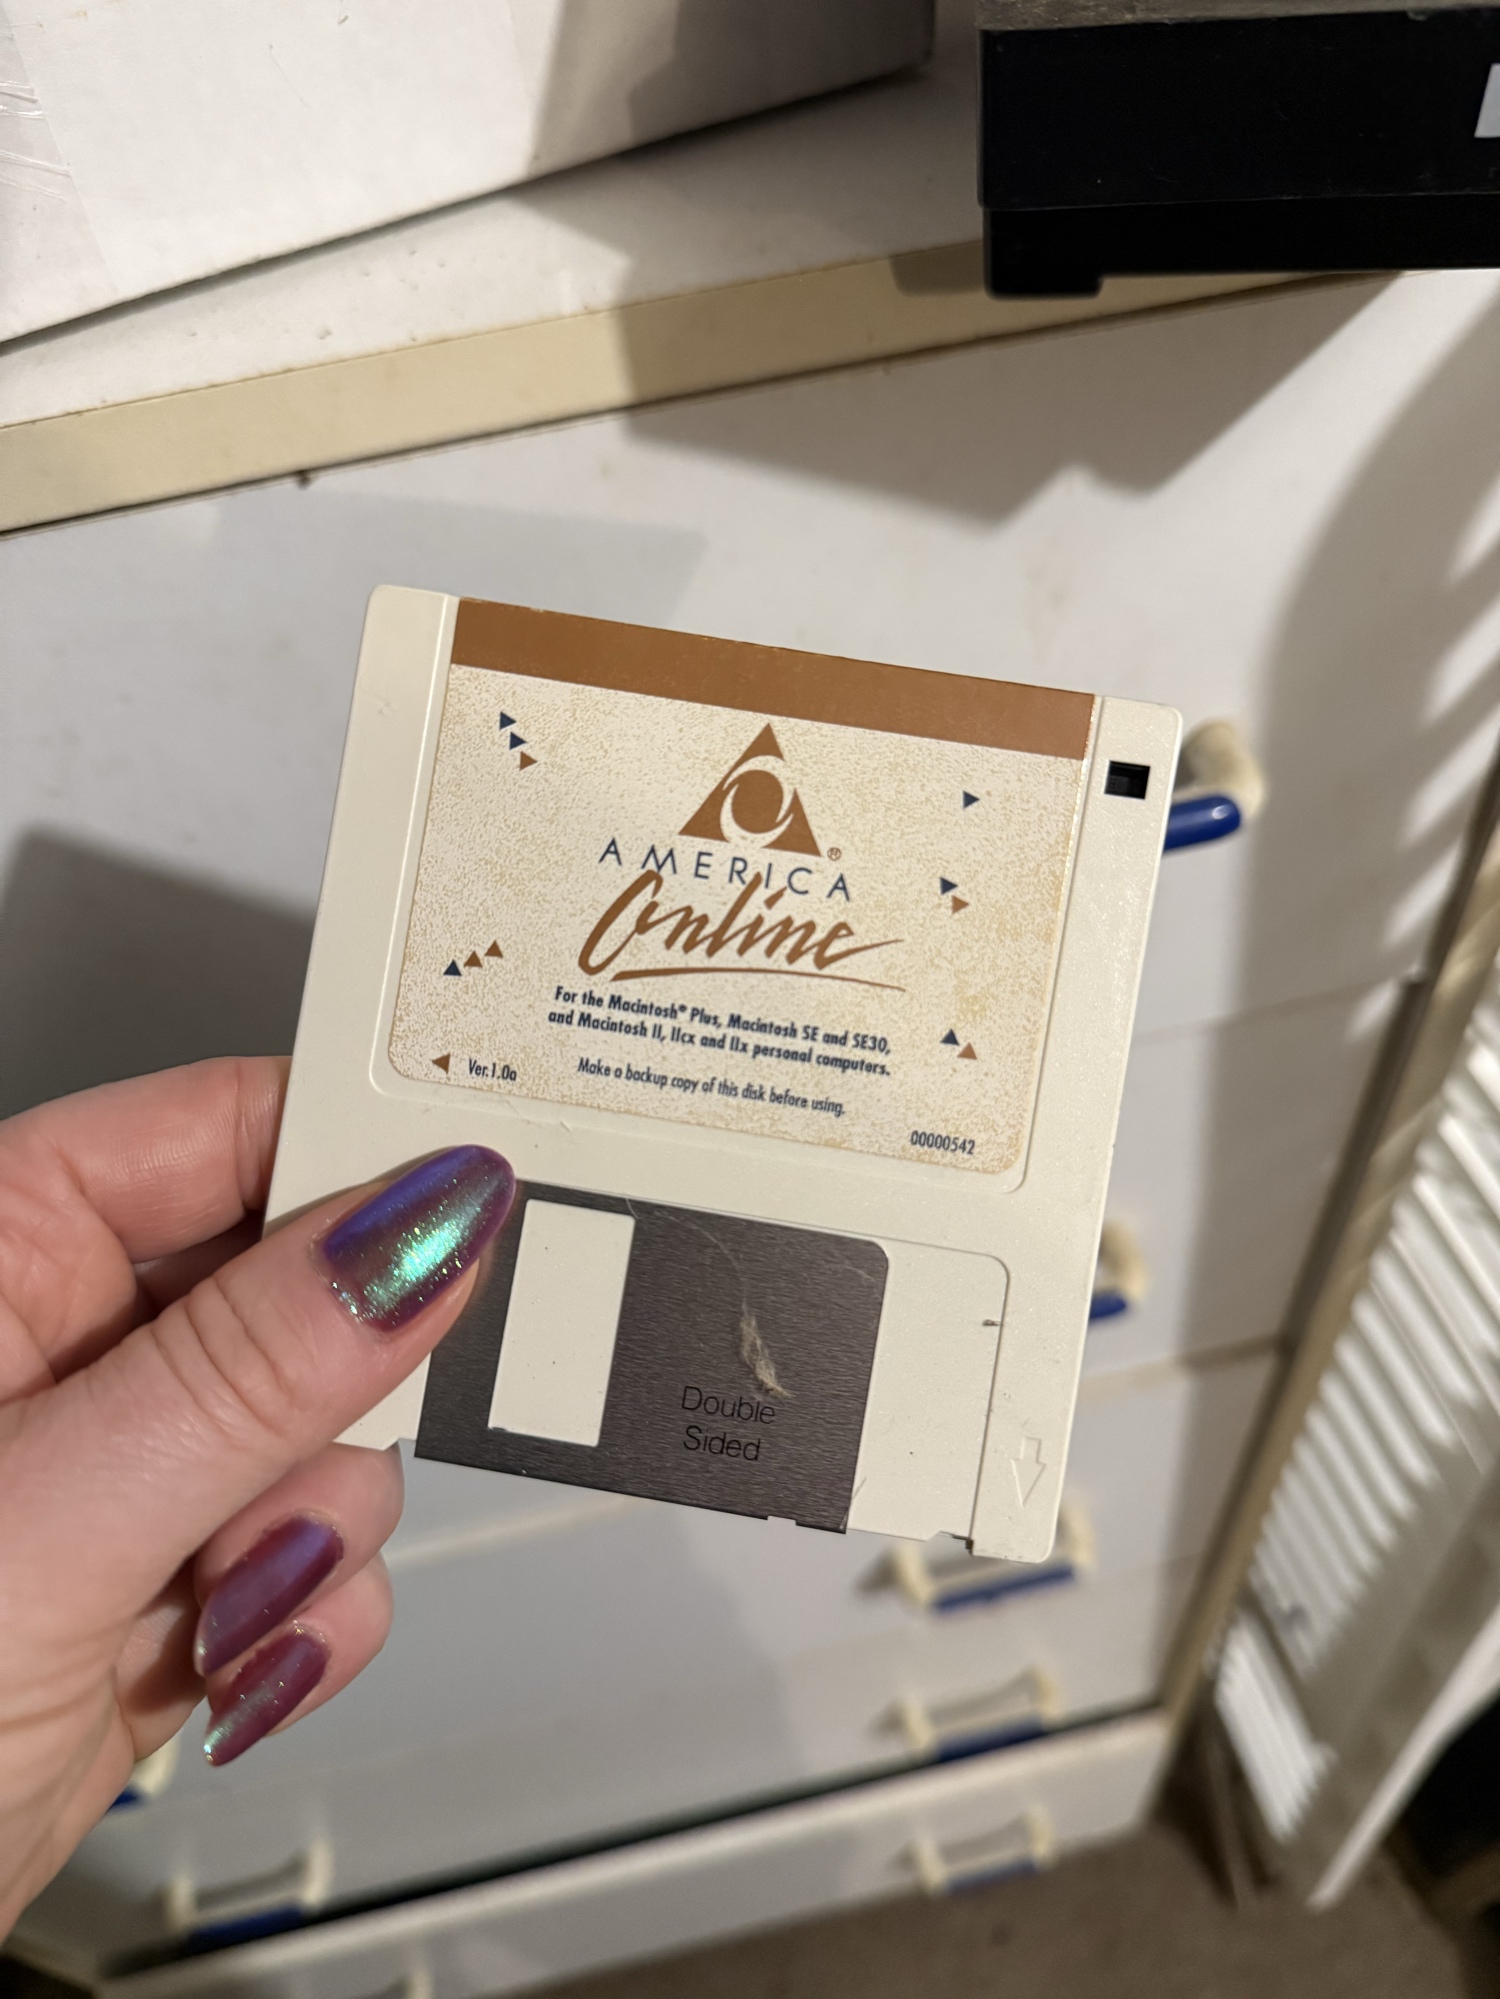 AMERICA®
Online
For the Macintosh® Plus, Macintosh SE and SE30,
and Macintosh II, IIcx and IIx personal computers.
Ver.1.0a
Make a backup copy of this disk before using.
00000542
Double
Sided